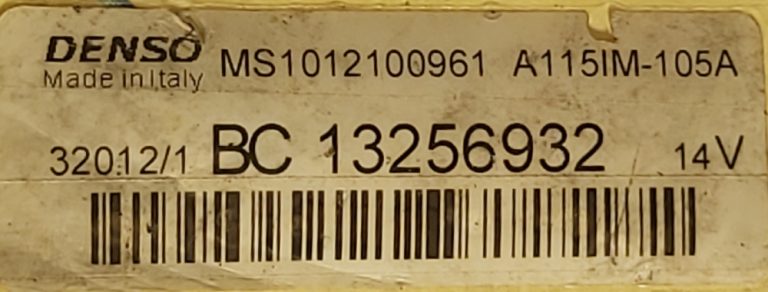 DENSO MS1012100961 A115IM-105A
Made in Italy
32012/1 BC 13256932 14V